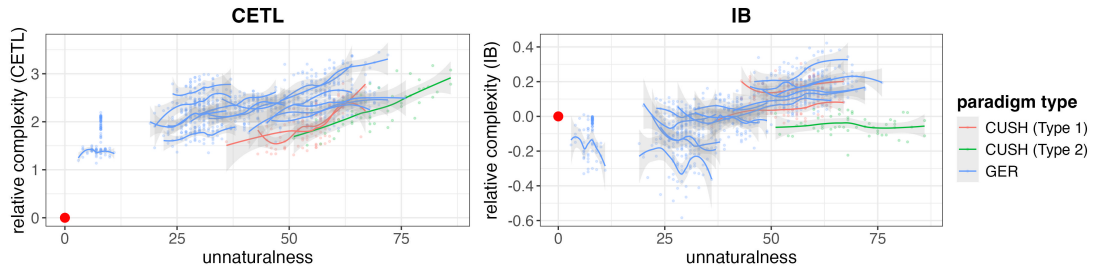 CETL
relative complexity (CETL)
3
2
1
0
0 25 50 75
unnaturalness
IB
relative complexity (IB)
0.4
0.2
0.0
-0.2
-0.4
-0.6
0 25 50 75
unnaturalness
paradigm type
CUSH (Type 1)
CUSH (Type 2)
GER